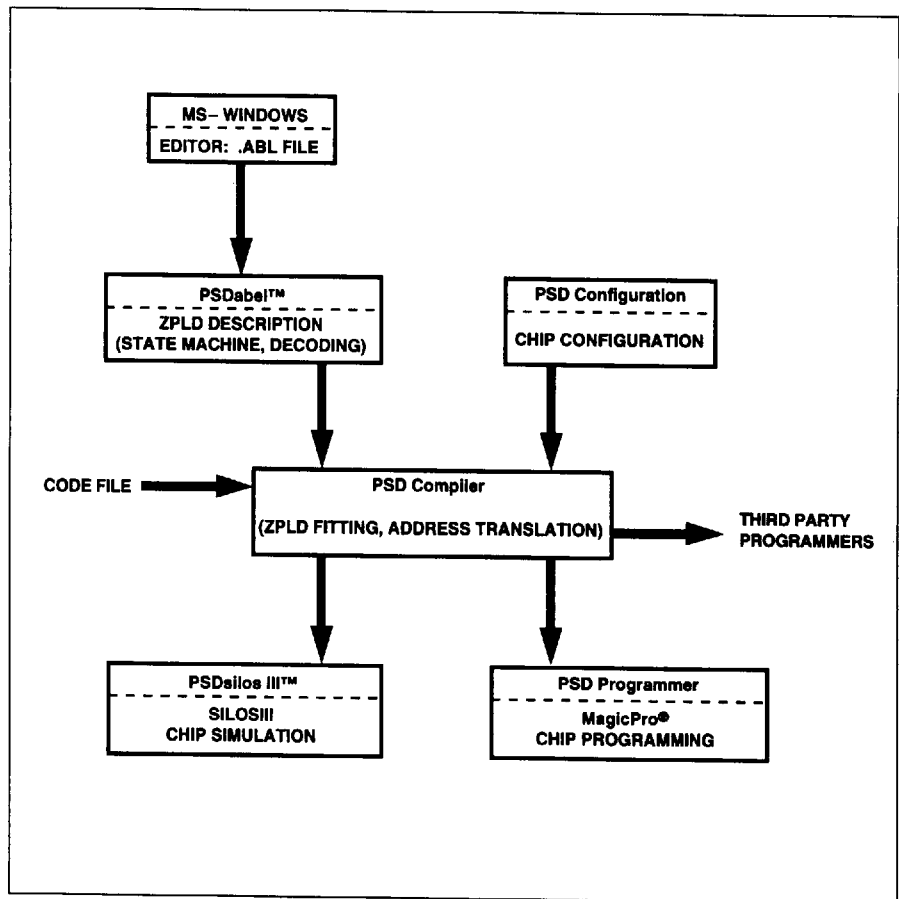 MS– WINDOWS
EDITOR: .ABL FILE
PSDabel™
ZPLD DESCRIPTION
(STATE MACHINE, DECODING)
PSD Configuration
CHIP CONFIGURATION
CODE FILE
PSD Compiler
(ZPLD FITTING, ADDRESS TRANSLATION)
THIRD PARTY
PROGRAMMERS
PSDsilos III™
SILOSIII
CHIP SIMULATION
PSD Programmer
MagicPro®
CHIP PROGRAMMING